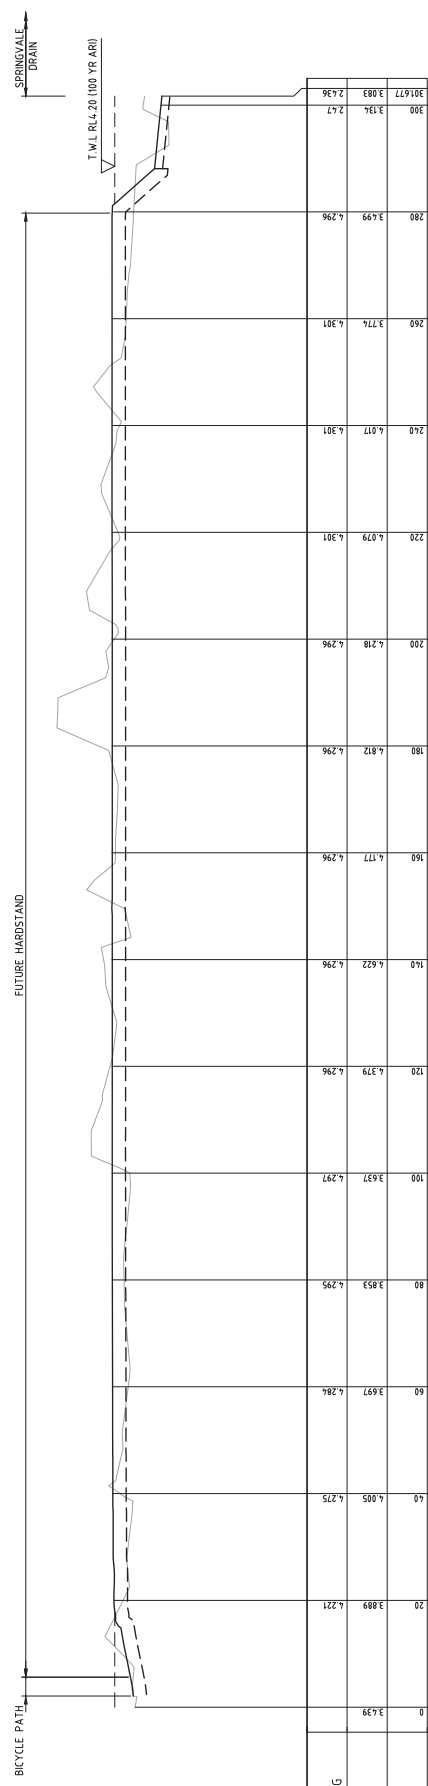 SPRINGVALE
DRAIN
T.W.L RL4.20 (100 YR ARI)
FUTURE HARDSTAND
BICYCLE PATH
2.436 3.083 301.677
2.47 3.134 300
4.296 3.499 280
4.301 3.774 260
4.301 4.017 240
4.301 4.079 220
4.296 4.218 200
4.296 4.812 180
4.296 4.177 160
4.296 4.622 140
4.296 4.379 120
4.297 3.637 100
4.295 3.853 80
4.284 3.697 60
4.275 4.005 40
4.221 3.889 20
3.439 0
G